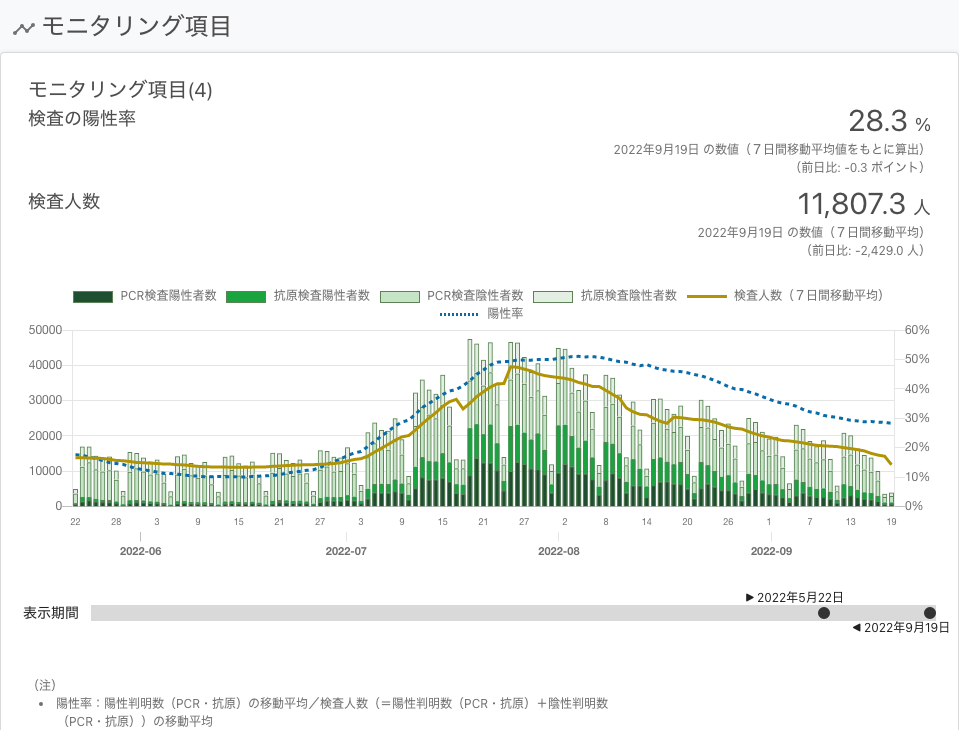 モニタリング項目
モニタリング項目(4)
検査の陽性率
28.3 %
2022年9月19日 の数値（７日間移動平均値をもとに算出）
（前日比: -0.3 ポイント）
検査人数
11,807.3 人
2022年9月19日 の数値（７日間移動平均）
（前日比: -2,429.0 人）
PCR検査陽性者数 抗原検査陽性者数 PCR検査陰性者数 抗原検査陰性者数 検査人数（７日間移動平均）
陽性率
50000 60%
50%
40000
40%
30000
30%
20000
20%
10000
10%
0 0%
22 28 3 9 15 21 27 3 9 15 21 27 2 8 14 20 26 1 7 13 19
2022-06 2022-07 2022-08 2022-09
▶ 2022年5月22日
表示期間
◀ 2022年9月19日
（注）
• 陽性率：陽性判明数（PCR・抗原）の移動平均／検査人数（＝陽性判明数（PCR・抗原）＋陰性判明数
（PCR・抗原））の移動平均